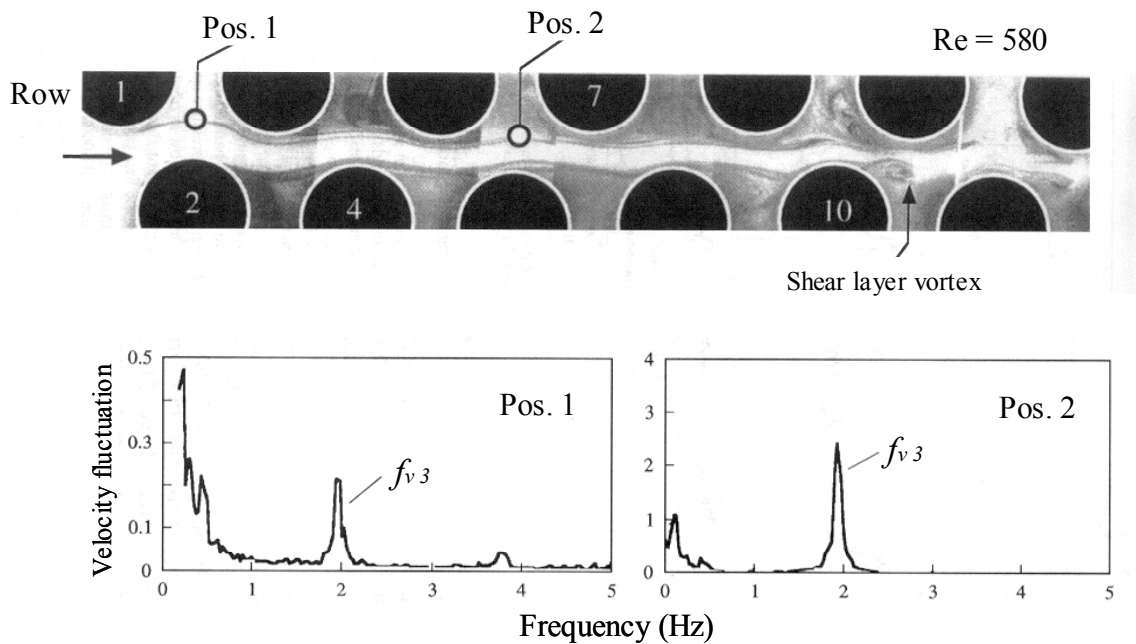 Pos. 1
Pos. 2
Re = 580
Row
1
7
2
4
10
Shear layer vortex
Velocity fluctuation
0.5
0.3
0.1
0
0
1
2
3
4
5
Pos. 1
fv 3
4
3
2
1
0
0
1
2
3
4
5
Pos. 2
fv 3
Frequency (Hz)